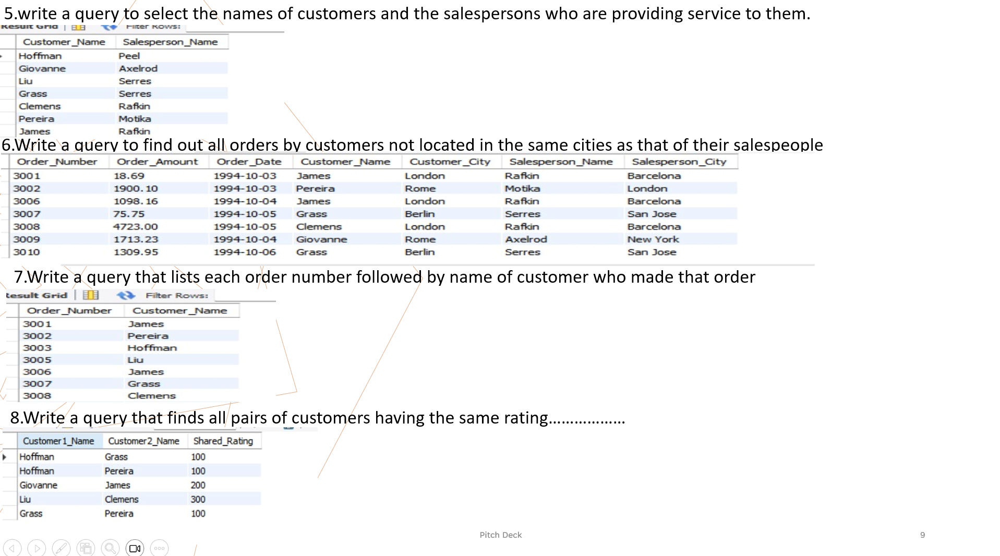 5.write a query to select the names of customers and the salespersons who are providing service to them.
Result Grid Filter Rows:
Customer_Name Salesperson_Name
Hoffman Peel
Giovanne Axelrod
Liu Serres
Grass Serres
Clemens Rafkin
Pereira Motika
James Rafkin
6.Write a query to find out all orders by customers not located in the same cities as that of their salespeople
Order_Number Order_Amount Order_Date Customer_Name Customer_City Salesperson_Name Salesperson_City
3001 18.69 1994-10-03 James London Rafkin Barcelona
3002 1900.10 1994-10-03 Pereira Rome Motika London
3006 1098.16 1994-10-04 James London Rafkin Barcelona
3007 75.75 1994-10-05 Grass Berlin Serres San Jose
3008 4723.00 1994-10-05 Clemens London Rafkin Barcelona
3009 1713.23 1994-10-04 Giovanne Rome Axelrod New York
3010 1309.95 1994-10-06 Grass Berlin Serres San Jose
7.Write a query that lists each order number followed by name of customer who made that order
Result Grid Filter Rows:
Order_Number Customer_Name
3001 James
3002 Pereira
3003 Hoffman
3005 Liu
3006 James
3007 Grass
3008 Clemens
8.Write a query that finds all pairs of customers having the same rating………………
Customer1_Name Customer2_Name Shared_Rating
Hoffman Grass 100
Hoffman Pereira 100
Giovanne James 200
Liu Clemens 300
Grass Pereira 100
Pitch Deck 9